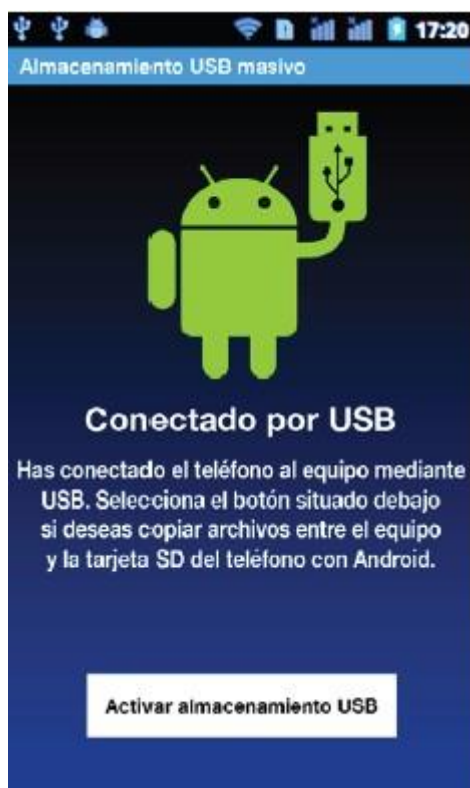 17:20
Almacenamiento USB masivo
Conectado por USB
Has conectado el teléfono al equipo mediante
USB. Selecciona el botón situado debajo
si deseas copiar archivos entre el equipo
y la tarjeta SD del teléfono con Android.
Activar almacenamiento USB